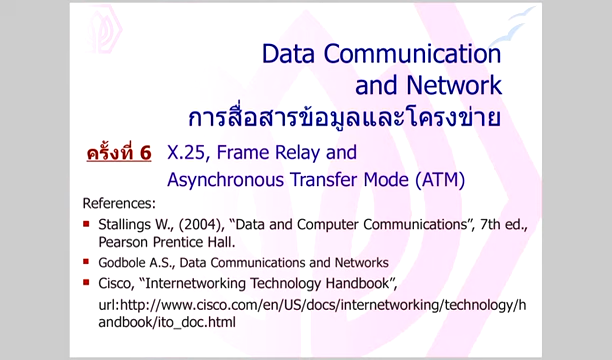 Data Communication
and Network
การสื่อสารข้อมูลและโครงข่าย
ครั้งที่ 6 X.25, Frame Relay and
Asynchronous Transfer Mode (ATM)
References:
Stallings W., (2004), “Data and Computer Communications”, 7th ed.,
Pearson Prentice Hall.
Godbole A.S., Data Communications and Networks
Cisco, “Internetworking Technology Handbook”,
url:http://www.cisco.com/en/US/docs/internetworking/technology/h
andbook/ito_doc.html